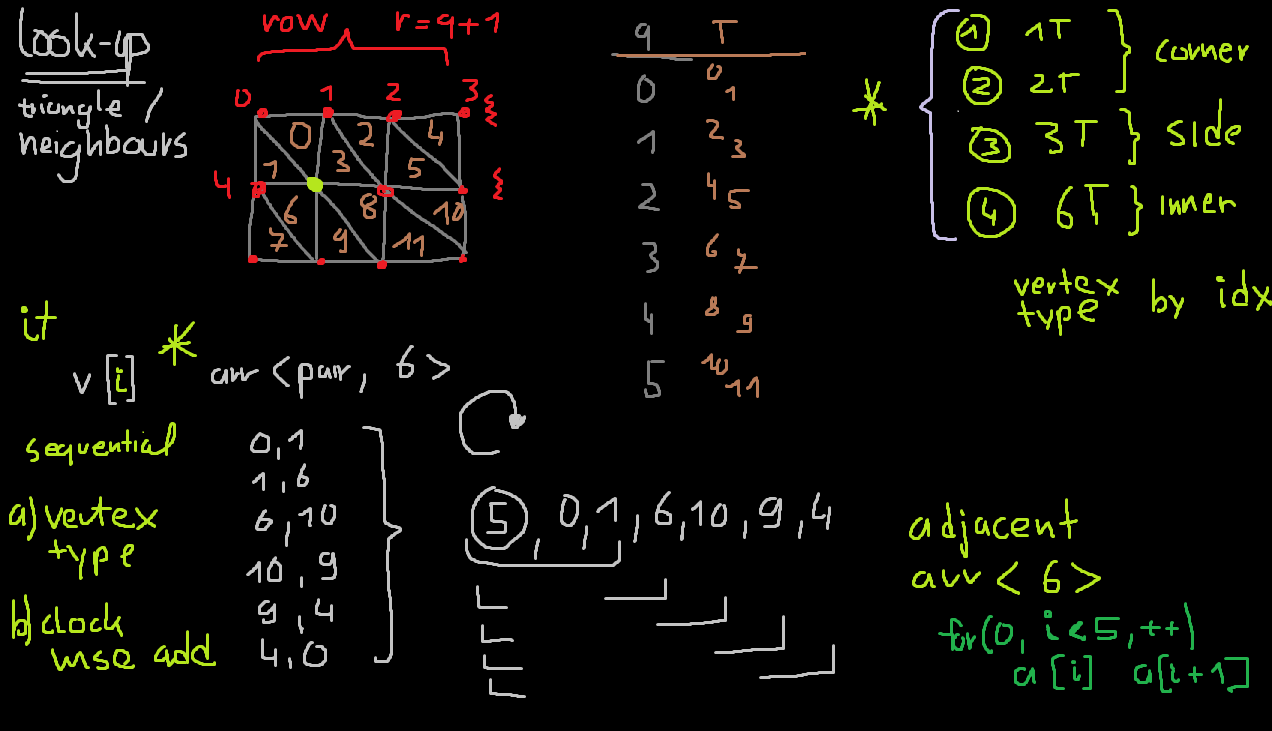 look-up
triangle /
neighbours
row r = q+1
0 1 2 3
0 2 4
1 3 5
4
6 8 10
7 9 11
q T
0 0 1
1 2 3
2 4 5
3 6 7
4 8 9
5 10 11
* 1 1T
2 2T } corner
3 3T } side
4 6T } inner
vertex
type by idx
it
v [i] * arr <pair, 6>
sequential
a) vertex
type
b) clock
wise add
0,1
1,6
6,10
10,9
9,4
4,0
5, 0,1, 6,10, 9,4
adjacent
arr < 6 >
for(0, i<5, ++)
a[i] a[i+1]